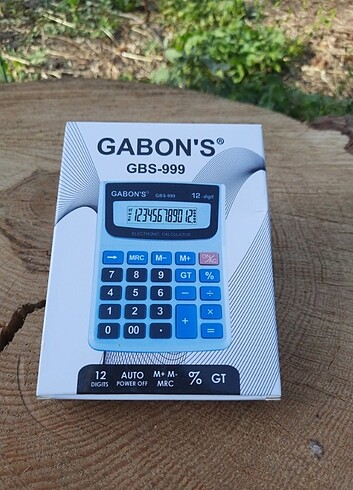 GABON'S®
GBS-999
GABON'S® GBS-999 12 digit
123456789012
ELECTRONIC CALCULATOR
→ MRC M- M+
7 8 9 GT %
4 5 6 - ÷
1 2 3 + ×
0 00 · =
12 DIGITS
AUTO POWER OFF
M+ M- MRC
%
GT